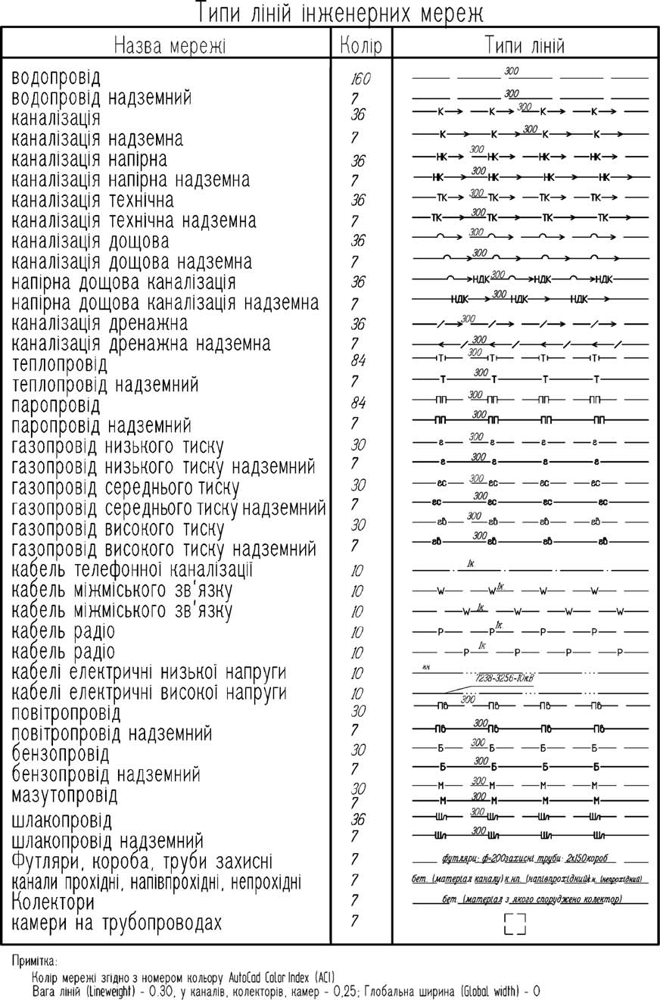 Типи ліній інженерних мереж
Назва мережі Колір Типи ліній
водопровід 160 300
водопровід надземний 7 300
каналізація 36 К К 300 К К
каналізація надземна 7 К К 300 К К
каналізація напірна 36 НК 300 НК НК НК
каналізація напірна надземна 7 НК 300 НК НК НК
каналізація технічна 36 ТК 300 ТК ТК ТК
каналізація технічна надземна 7 ТК 300 ТК ТК ТК
каналізація дощова 36 300
каналізація дощова надземна 7 300
напірна дощова каналізація 36 НДК 300 НДК
напірна дощова каналізація надземна 7 НДК 300 НДК НДК
каналізація дренажна 36 300
каналізація дренажна надземна 7 300
теплопровід 84 Т 300 Т Т Т
теплопровід надземний 7 Т 300 Т Т Т
паропровід 84 ПП 300 ПП ПП ПП
паропровід надземний 7 ПП 300 ПП ПП ПП
газопровід низького тиску 30 г 300 г г г
газопровід низького тиску надземний 7 г 300 г г г
газопровід середнього тиску 30 гс 300 гс гс гс
газопровід середнього тиску надземний 7 гс 300 гс гс гс
газопровід високого тиску 30 гв 300 гв гв гв
газопровід високого тиску надземний 7 гв 300 гв гв гв
кабель телефонної каналізації 10 1к
кабель міжміського зв'язку 10 W W 1к W W
кабель міжміського зв'язку 10 W 1к W W W
кабель радіо 10 Р Р 1к Р Р
кабель радіо 10 Р 1к Р Р Р
кабелі електричні низької напруги 10 нн
кабелі електричні високої напруги 10 7238-3256-10кВ
повітропровід 30 Пв 300 Пв Пв Пв
повітропровід надземний 7 Пв 300 Пв Пв Пв
бензопровід 30 Б 300 Б Б Б
бензопровід надземний 7 Б 300 Б Б Б
мазутопровід 30 М 300 М М М
7 М 300 М М М
шлакопровід 36 Шл 300 Шл Шл Шл
шлакопровід надземний 7 Шл 300 Шл Шл Шл
Футляри, короба, труби захисні 7 футляри: ф=200захисні труби: 2х150короб
канали прохідні, напівпрохідні, непрохідні 7 бет. (матеріал каналу) к.нп. (напівпрохідний)к.н. (непрохідний)
Колектори 7 бет. (матеріал з якого споруджено колектор)
камери на трубопроводах 7
Примітка:
Колір мережі згідно з номером кольору AutoCad Color Index (ACI)
Вага ліній (Lineweight) - 0.30, у каналів, колекторів, камер - 0,25; Глобальна ширина (Global width) - 0